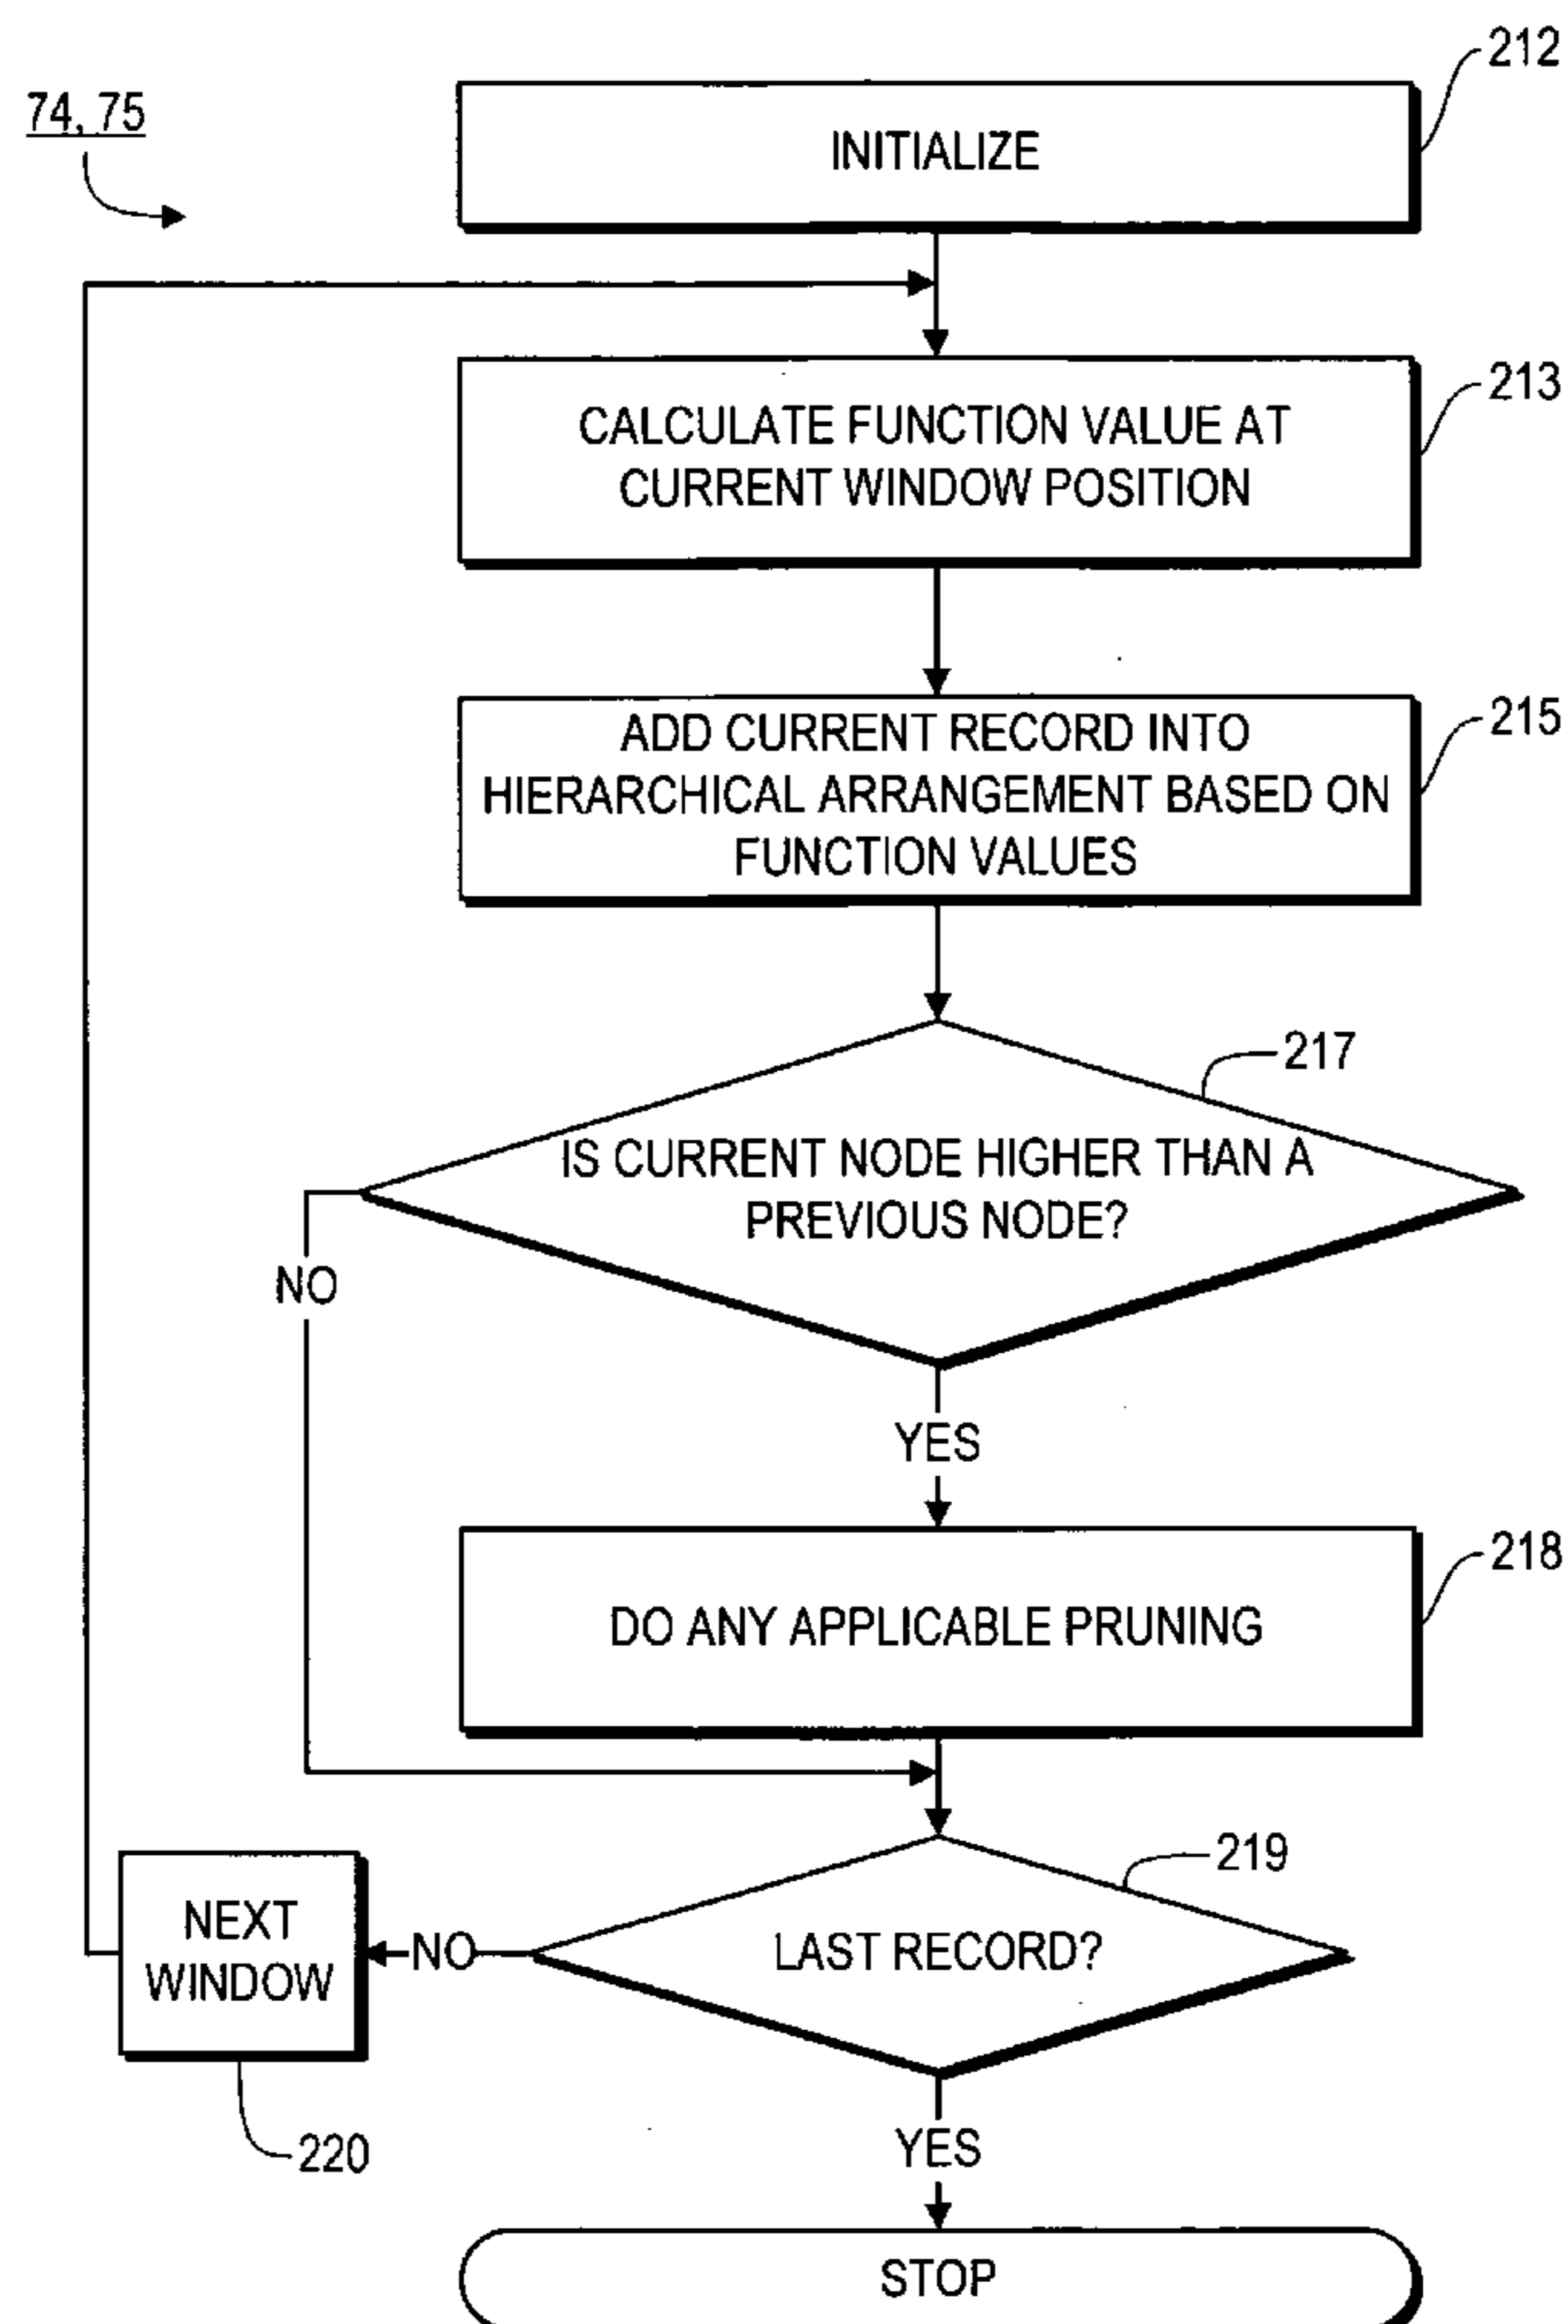 212
74, 75
INITIALIZE
213
CALCULATE FUNCTION VALUE AT
CURRENT WINDOW POSITION
215
ADD CURRENT RECORD INTO
HIERARCHICAL ARRANGEMENT BASED ON
FUNCTION VALUES
217
IS CURRENT NODE HIGHER THAN A
PREVIOUS NODE?
NO
YES
218
DO ANY APPLICABLE PRUNING
219
LAST RECORD?
NO
NEXT
WINDOW
220
YES
STOP